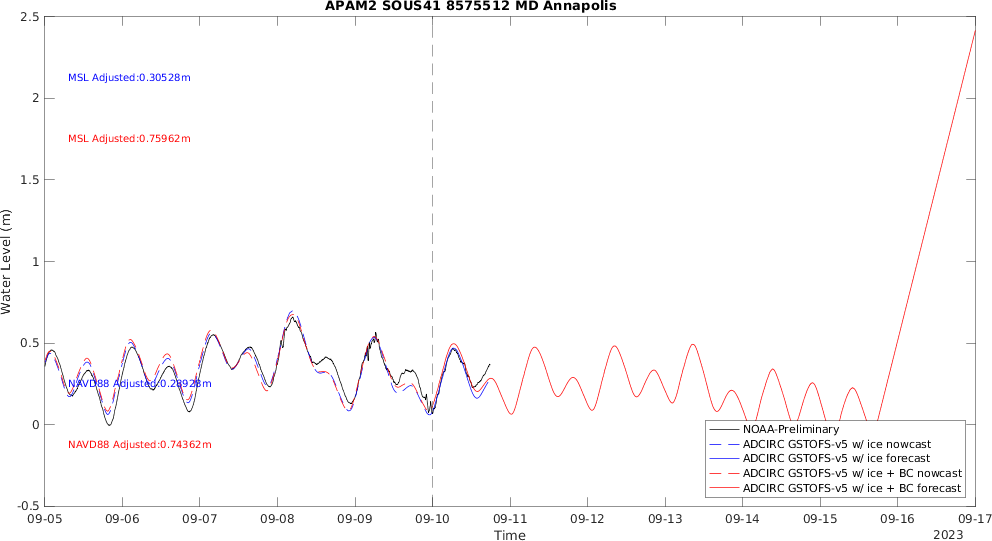 APAM2 SOUS41 8575512 MD Annapolis
2.5
2
1.5
1
0.5
0
-0.5
Water Level (m)
MSL Adjusted:0.30528m
MSL Adjusted:0.75962m
NAVD88 Adjusted:0.28928m
NAVD88 Adjusted:0.74362m
NOAA-Preliminary
ADCIRC GSTOFS-v5 w/ ice nowcast
ADCIRC GSTOFS-v5 w/ ice forecast
ADCIRC GSTOFS-v5 w/ ice + BC nowcast
ADCIRC GSTOFS-v5 w/ ice + BC forecast
09-05 09-06 09-07 09-08 09-09 09-10 09-11 09-12 09-13 09-14 09-15 09-16 09-17
Time
2023